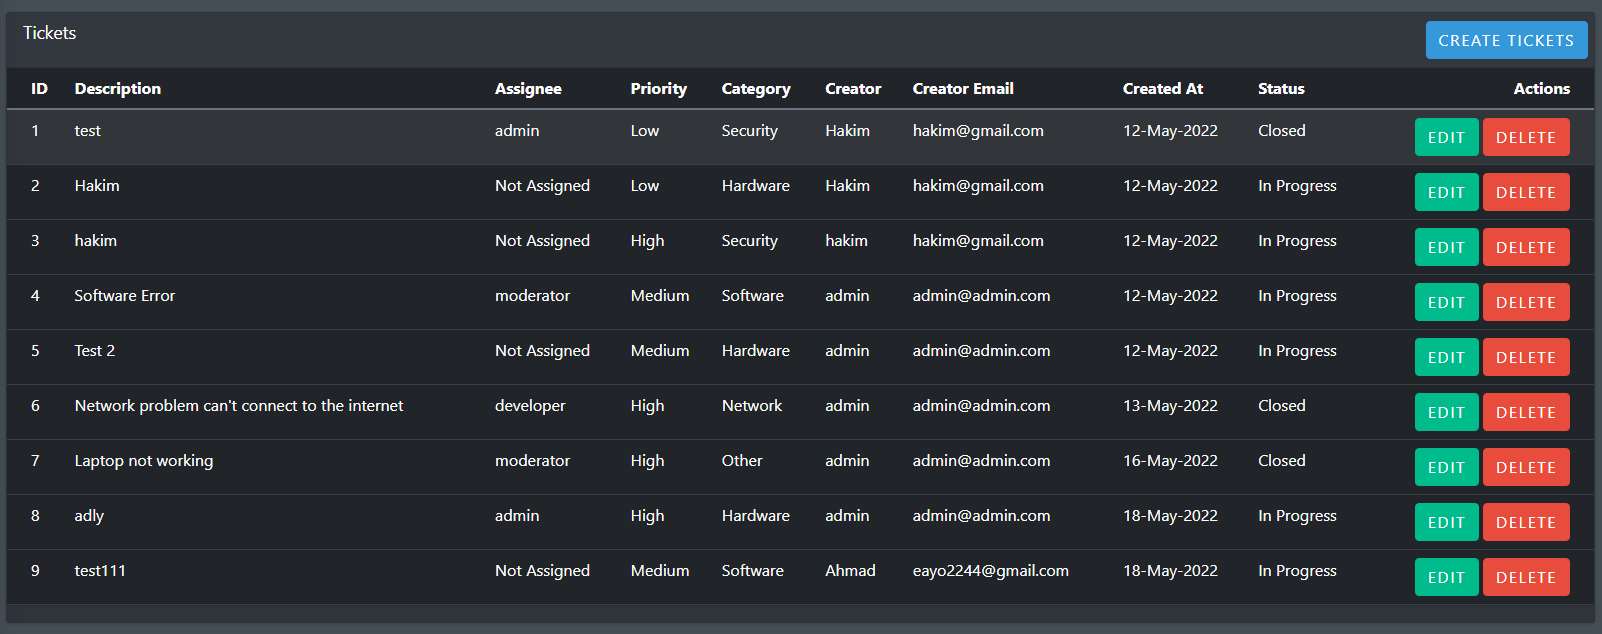 Tickets
CREATE TICKETS
ID Description Assignee Priority Category Creator Creator Email Created At Status Actions
1 test admin Low Security Hakim hakim@gmail.com 12-May-2022 Closed EDIT DELETE
2 Hakim Not Assigned Low Hardware Hakim hakim@gmail.com 12-May-2022 In Progress EDIT DELETE
3 hakim Not Assigned High Security hakim hakim@gmail.com 12-May-2022 In Progress EDIT DELETE
4 Software Error moderator Medium Software admin admin@admin.com 12-May-2022 In Progress EDIT DELETE
5 Test 2 Not Assigned Medium Hardware admin admin@admin.com 12-May-2022 In Progress EDIT DELETE
6 Network problem can't connect to the internet developer High Network admin admin@admin.com 13-May-2022 Closed EDIT DELETE
7 Laptop not working moderator High Other admin admin@admin.com 16-May-2022 Closed EDIT DELETE
8 adly admin High Hardware admin admin@admin.com 18-May-2022 In Progress EDIT DELETE
9 test111 Not Assigned Medium Software Ahmad eayo2244@gmail.com 18-May-2022 In Progress EDIT DELETE